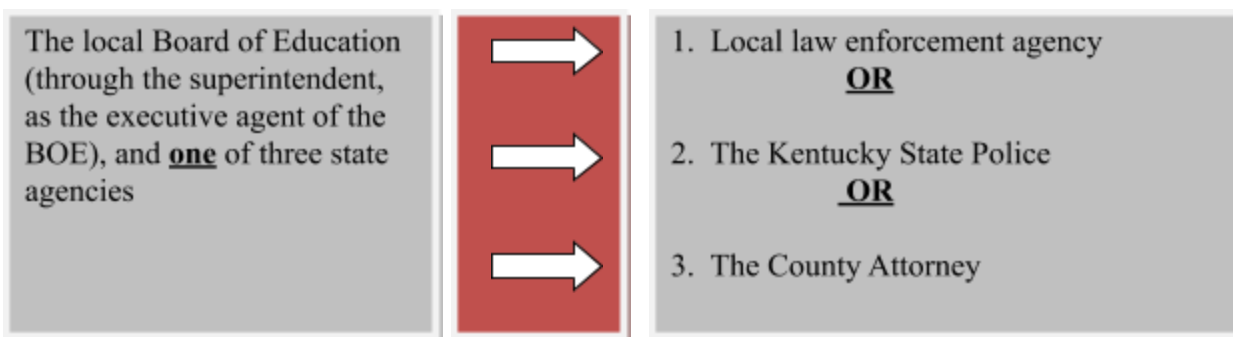 The local Board of Education
(through the superintendent,
as the executive agent of the
BOE), and one of three state
agencies
1. Local law enforcement agency
OR
2. The Kentucky State Police
OR
3. The County Attorney